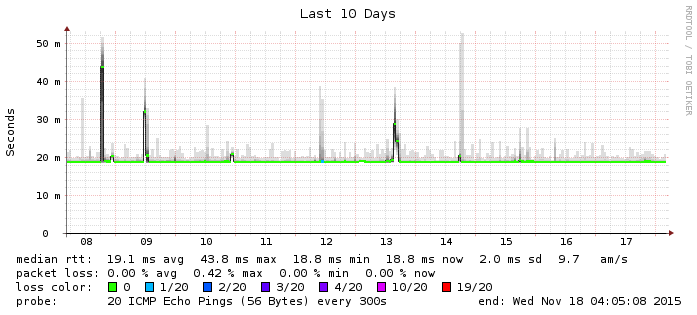 Last 10 Days
RRDTOOL / TOBI OETIKER
Seconds
50 m
40 m
30 m
20 m
10 m
0
08 09 10 11 12 13 14 15 16 17
median rtt: 19.1 ms avg 43.8 ms max 18.8 ms min 18.8 ms now 2.0 ms sd 9.7 am/s
packet loss: 0.00 % avg 0.42 % max 0.00 % min 0.00 % now
loss color: 0 1/20 2/20 3/20 4/20 10/20 19/20
probe: 20 ICMP Echo Pings (56 Bytes) every 300s end: Wed Nov 18 04:05:08 2015